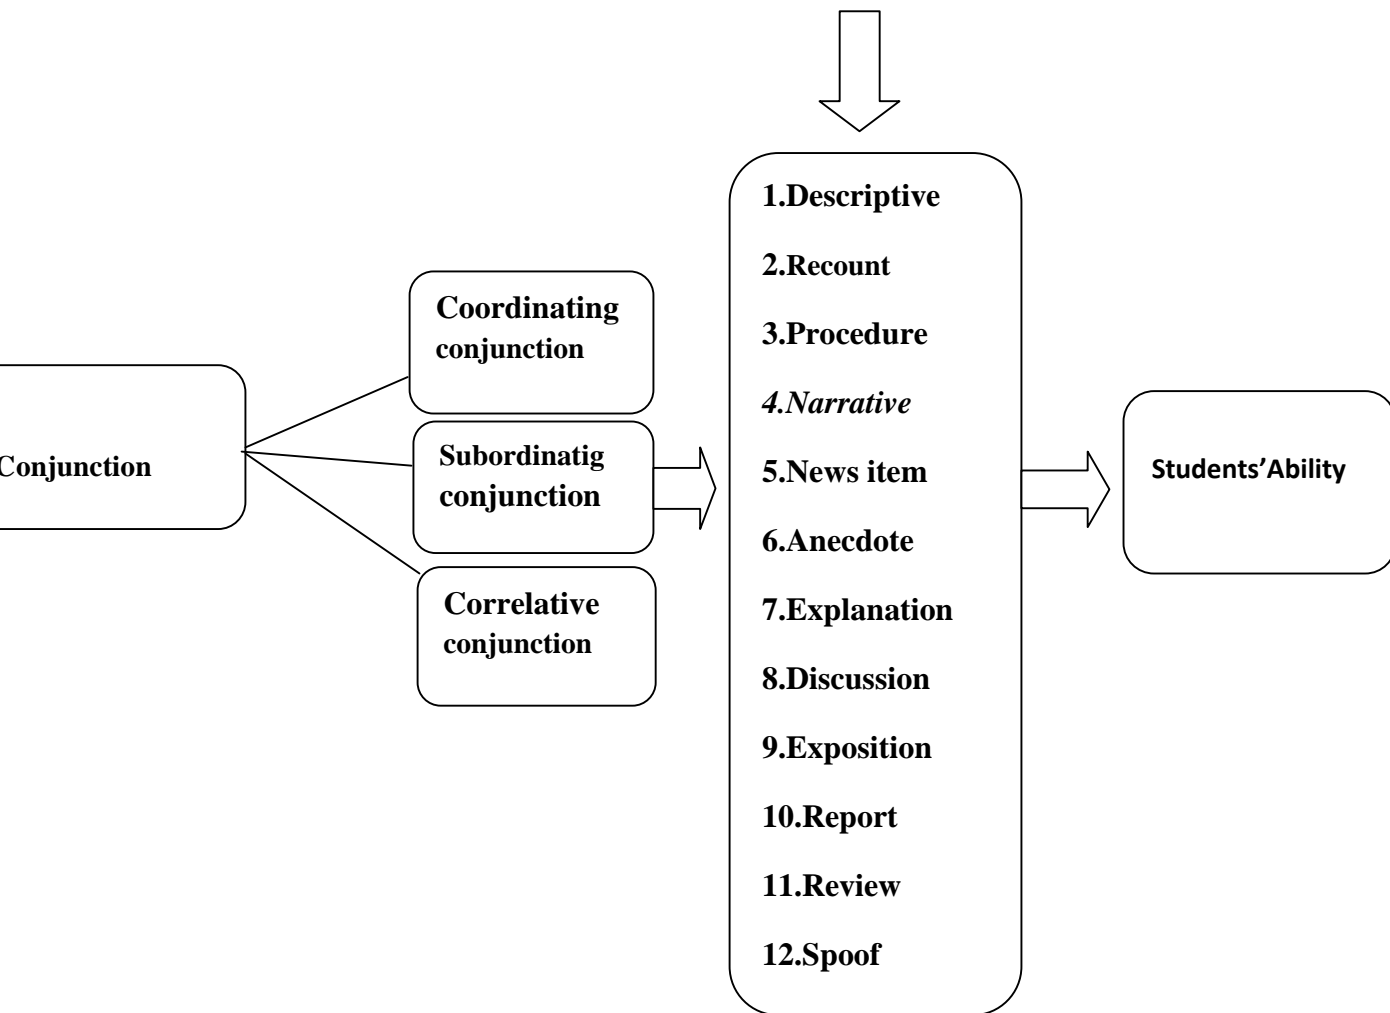 Conjunction
Coordinating
conjunction
Subordinatig
conjunction
Correlative
conjunction
1.Descriptive
2.Recount
3.Procedure
4.Narrative
5.News item
6.Anecdote
7.Explanation
8.Discussion
9.Exposition
10.Report
11.Review
12.Spoof
Students'Ability